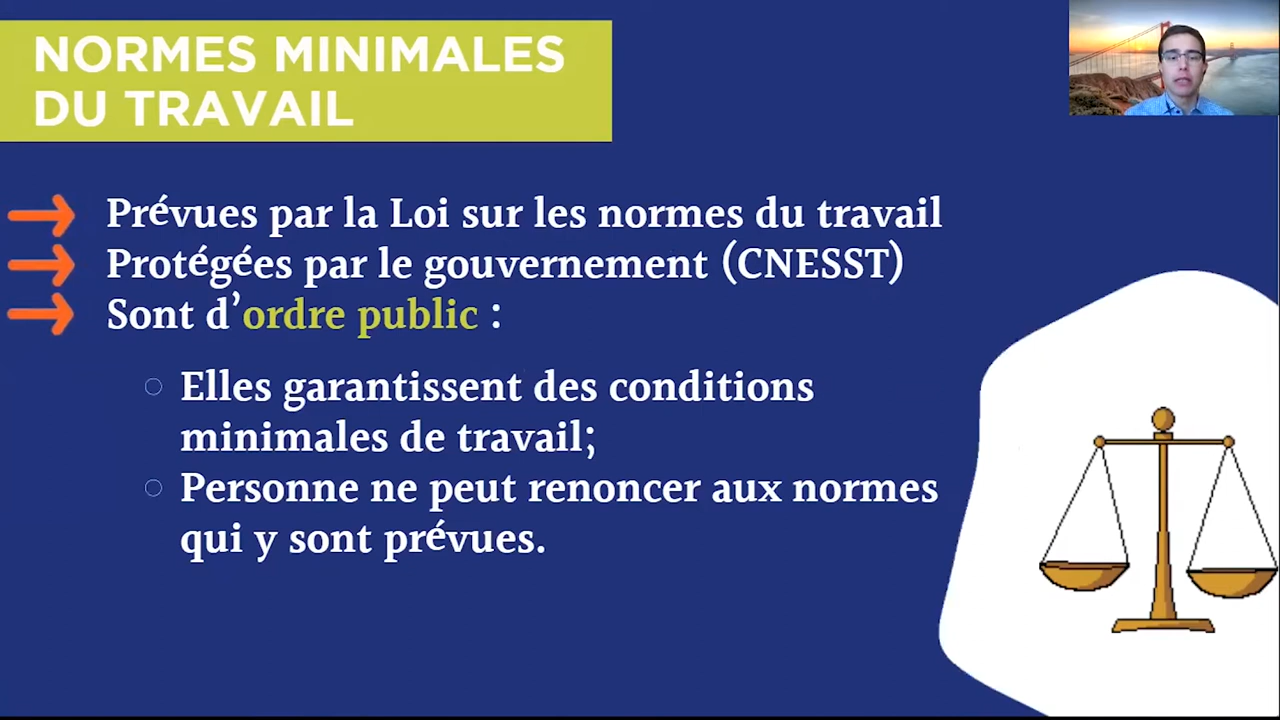 NORMES MINIMALES
DU TRAVAIL
Prévues par la Loi sur les normes du travail
Protégées par le gouvernement (CNESST)
Sont d’ordre public :
Elles garantissent des conditions
minimales de travail;
Personne ne peut renoncer aux normes
qui y sont prévues.